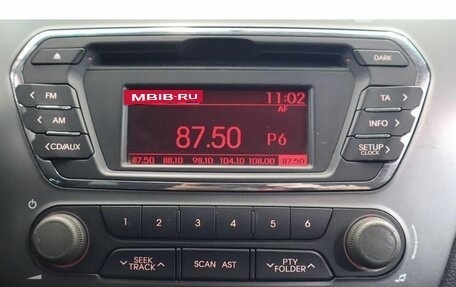 DARK
MBIB-RU 11:02
AF
< FM
TA >
87.50 P6
< AM
INFO >
< CD/AUX
SETUP >
CLOCK
87.50 88.10 98.10 104.10 108.00 87.50
1 2 3 4 5 6
SEEK
TRACK
SCAN AST
PTY
FOLDER